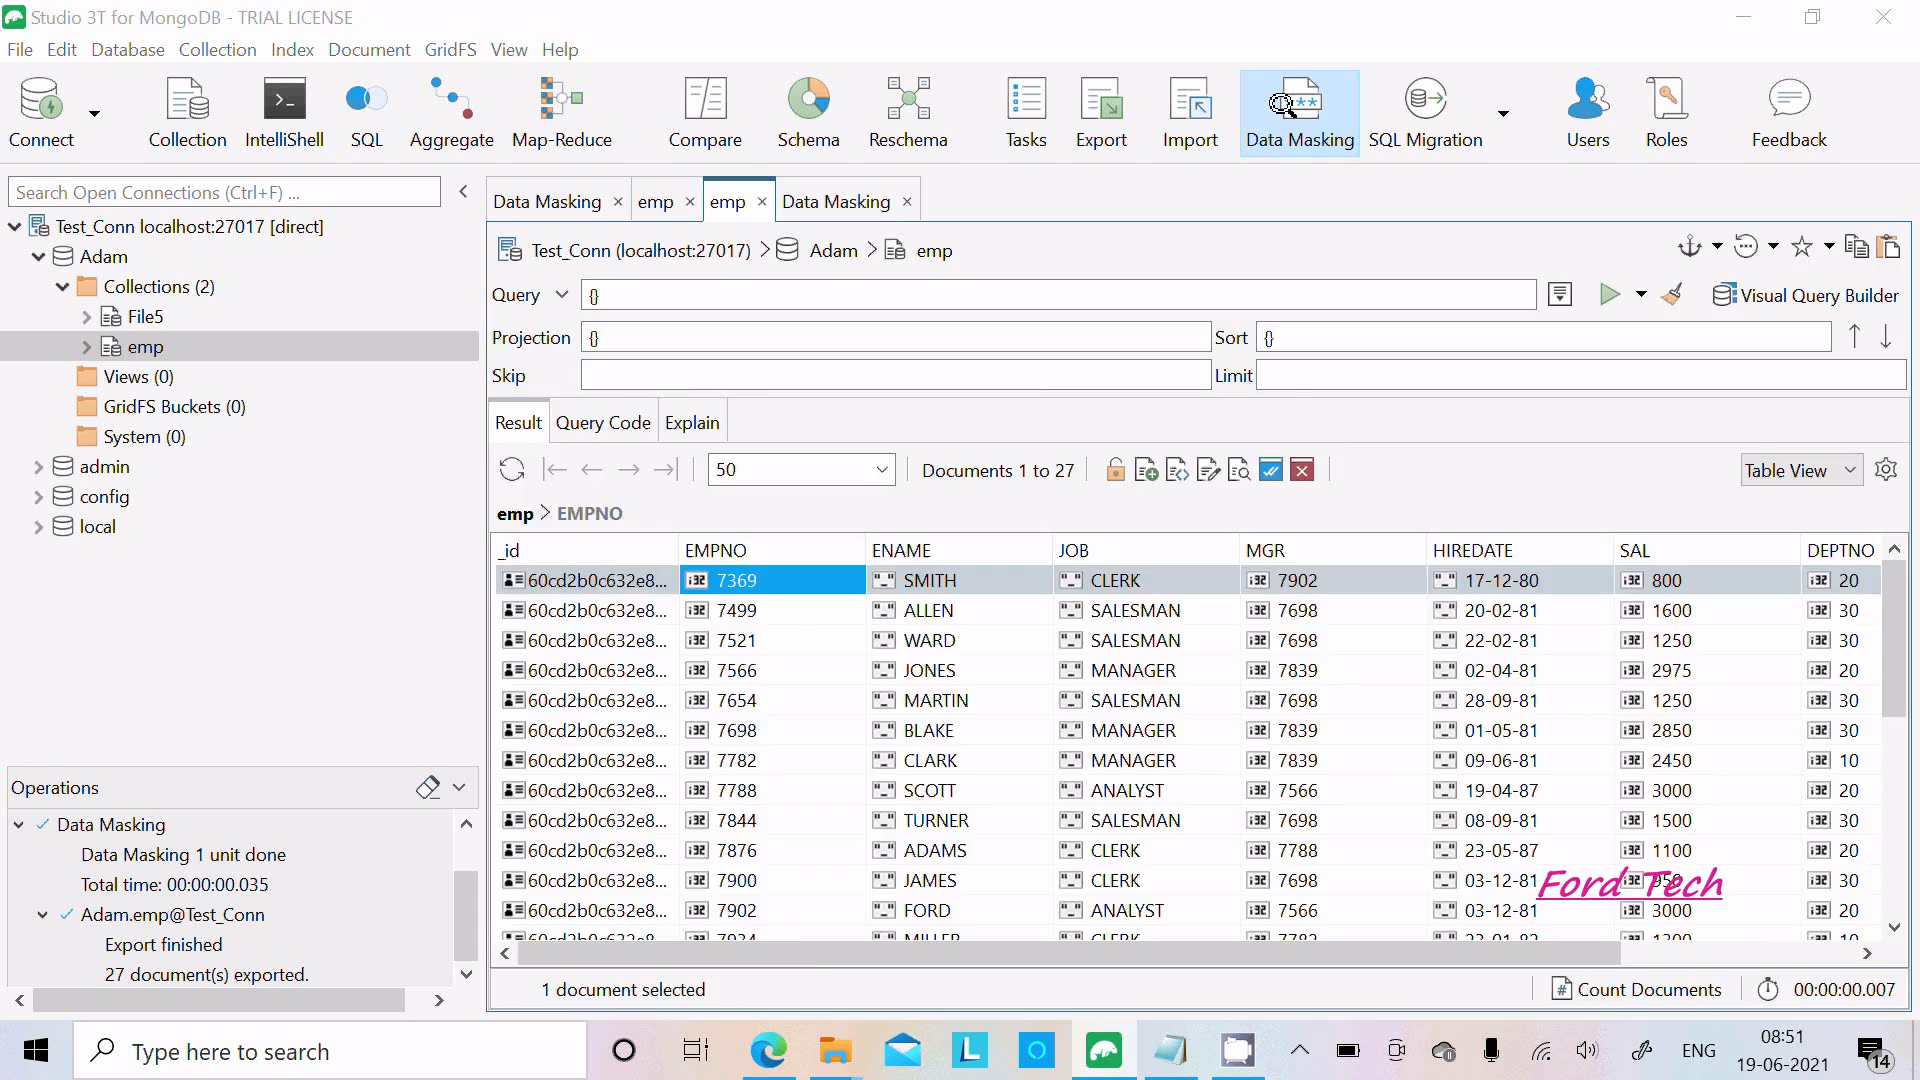 Studio 3T for MongoDB - TRIAL LICENSE
File Edit Database Collection Index Document GridFS View Help
Connect Collection IntelliShell SQL Aggregate Map-Reduce Compare Schema Reschema Tasks Export Import Data Masking SQL Migration Users Roles Feedback
Search Open Connections (Ctrl+F) ...
Test_Conn localhost:27017 [direct]
Adam
Collections (2)
File5
emp
Views (0)
GridFS Buckets (0)
System (0)
admin
config
local
Operations
Data Masking
Data Masking 1 unit done
Total time: 00:00:00.035
Adam.emp@Test_Conn
Export finished
27 document(s) exported.
Data Masking × emp × emp × Data Masking ×
Test_Conn (localhost:27017) > Adam > emp
Query {} Visual Query Builder
Projection {} Sort {}
Skip Limit
Result Query Code Explain
50 Documents 1 to 27 Table View
emp > EMPNO
_id EMPNO ENAME JOB MGR HIREDATE SAL DEPTNO
60cd2b0c632e8... 7369 SMITH CLERK 7902 17-12-80 800 20
60cd2b0c632e8... 7499 ALLEN SALESMAN 7698 20-02-81 1600 30
60cd2b0c632e8... 7521 WARD SALESMAN 7698 22-02-81 1250 30
60cd2b0c632e8... 7566 JONES MANAGER 7839 02-04-81 2975 20
60cd2b0c632e8... 7654 MARTIN SALESMAN 7698 28-09-81 1250 30
60cd2b0c632e8... 7698 BLAKE MANAGER 7839 01-05-81 2850 30
60cd2b0c632e8... 7782 CLARK MANAGER 7839 09-06-81 2450 10
60cd2b0c632e8... 7788 SCOTT ANALYST 7566 19-04-87 3000 20
60cd2b0c632e8... 7844 TURNER SALESMAN 7698 08-09-81 1500 30
60cd2b0c632e8... 7876 ADAMS CLERK 7788 23-05-87 1100 20
60cd2b0c632e8... 7900 JAMES CLERK 7698 03-12-81 950 30
Ford Tech
60cd2b0c632e8... 7902 FORD ANALYST 7566 03-12-81 3000 20
1 document selected Count Documents 00:00:00.007
Type here to search
ENG 08:51
19-06-2021 14